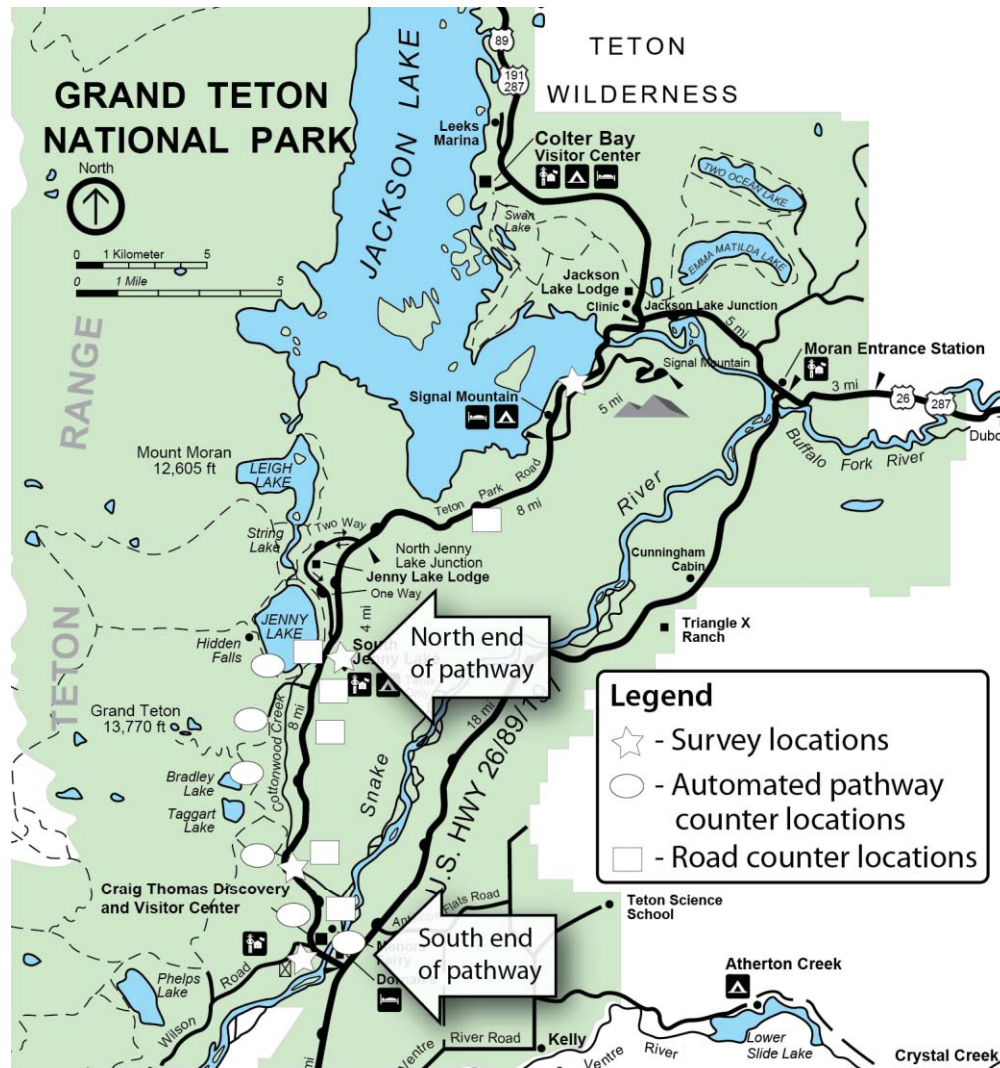 GRAND TETON
NATIONAL PARK
North
0 1 Kilometer 5
0 1 Mile 5
RANGE
TETON
JACKSON LAKE
89
191
287
TETON
WILDERNESS
Leeks
Marina
Colter Bay
Visitor Center
Swan
Lake
TWO OCEAN LAKE
EMMA MATILDA LAKE
Jackson
Lake Lodge
Clinic
Jackson Lake Junction
5 mi
Signal Mountain
Moran Entrance Station
3 mi
26
287
Buffalo Fork River
Signal Mountain
5 mi
Mount Moran
12,605 ft
LEIGH
LAKE
Teton Park Road
8 mi
String
Lake
Two Way
North Jenny
Lake Junction
Jenny Lake Lodge
One Way
River
Cunningham
Cabin
Triangle X
Ranch
JENNY
LAKE
4 mi
Hidden
Falls
South
North end
of pathway
Grand Teton
13,770 ft
Cottonwood Creek
8 mi
18 mi
Bradley
Lake
Taggart
Lake
Snake
U.S. HWY 26/89/19
Legend
- Survey locations
- Automated pathway
counter locations
- Road counter locations
Craig Thomas Discovery
and Visitor Center
Flats Road
Teton Science
School
South end
of pathway
Phelps
Lake
Wilson Road
Atherton Creek
Lower
Slide Lake
River Road
Kelly
Ventre
Ventre River
Crystal Creek
mi